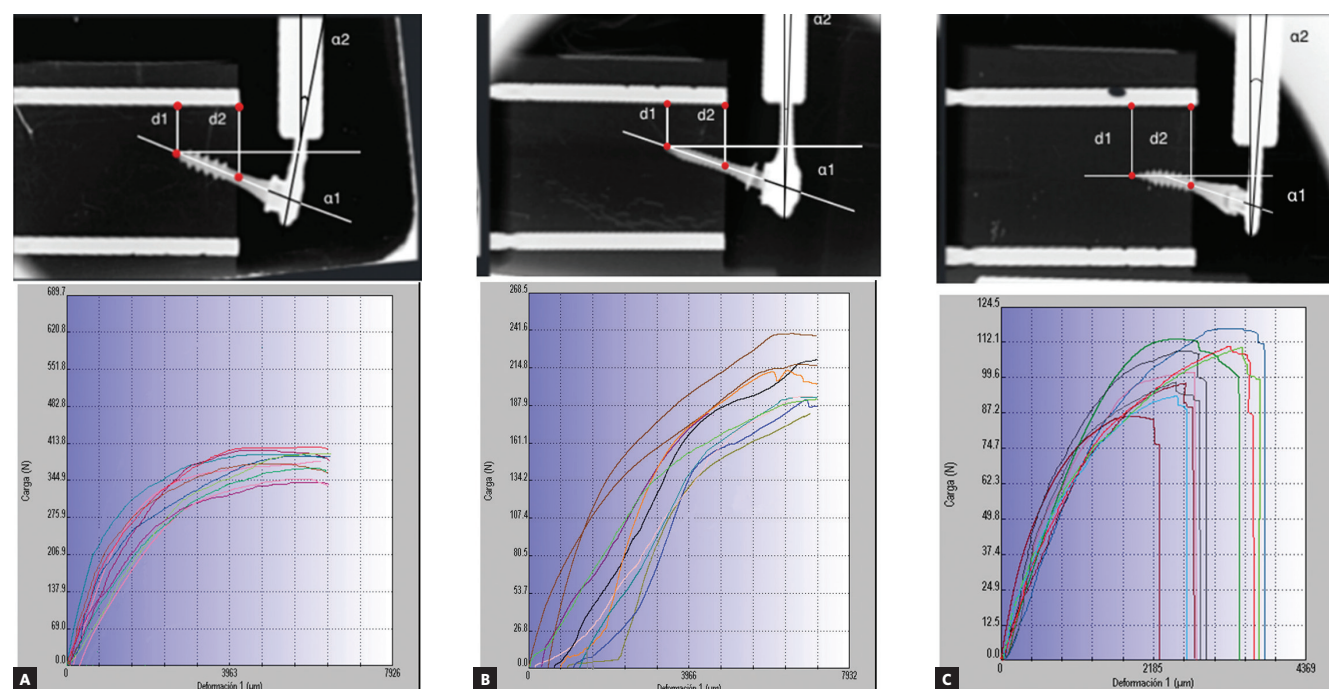 α2
d1
d2
α1
689.7
620.8
551.8
482.8
413.8
344.9
275.9
206.9
137.9
69.0
0.0
Carga (N)
0
3963
7926
Deformación 1 (µm)
A
α2
d1
d2
α1
268.5
241.6
214.8
187.9
161.1
134.2
107.4
80.5
53.7
26.8
0.0
Carga (N)
0
3966
7932
Deformación 1 (µm)
B
α2
d1
d2
α1
124.5
112.1
99.6
87.2
74.7
62.3
49.8
37.4
24.9
12.5
0.0
Carga (N)
0
2185
4369
Deformación 1 (µm)
C